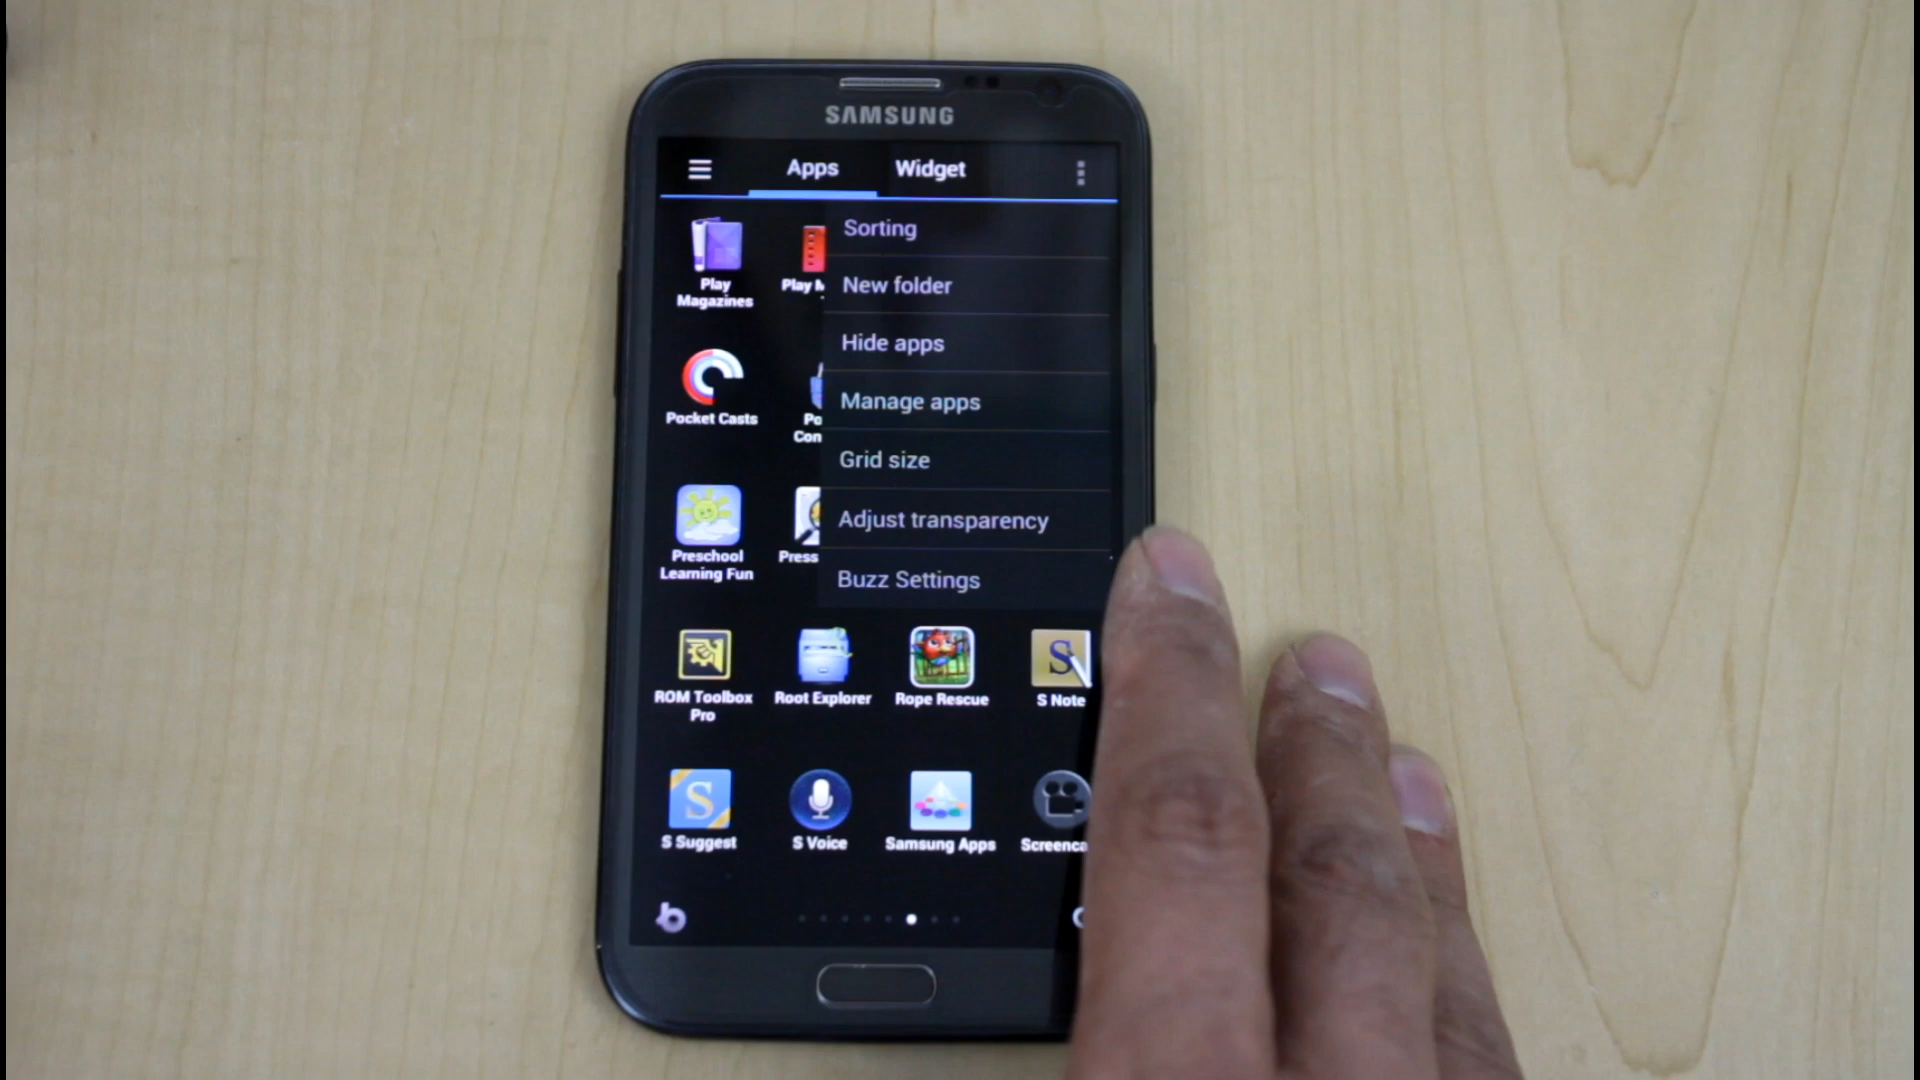 SAMSUNG
Apps
Widget
Sorting
New folder
Hide apps
Manage apps
Grid size
Adjust transparency
Buzz Settings
Play
Magazines
Play
Pocket Casts
Preschool
Learning Fun
ROM Toolbox
Pro
Root Explorer
Rope Rescue
S Note
S Suggest
S Voice
Samsung Apps